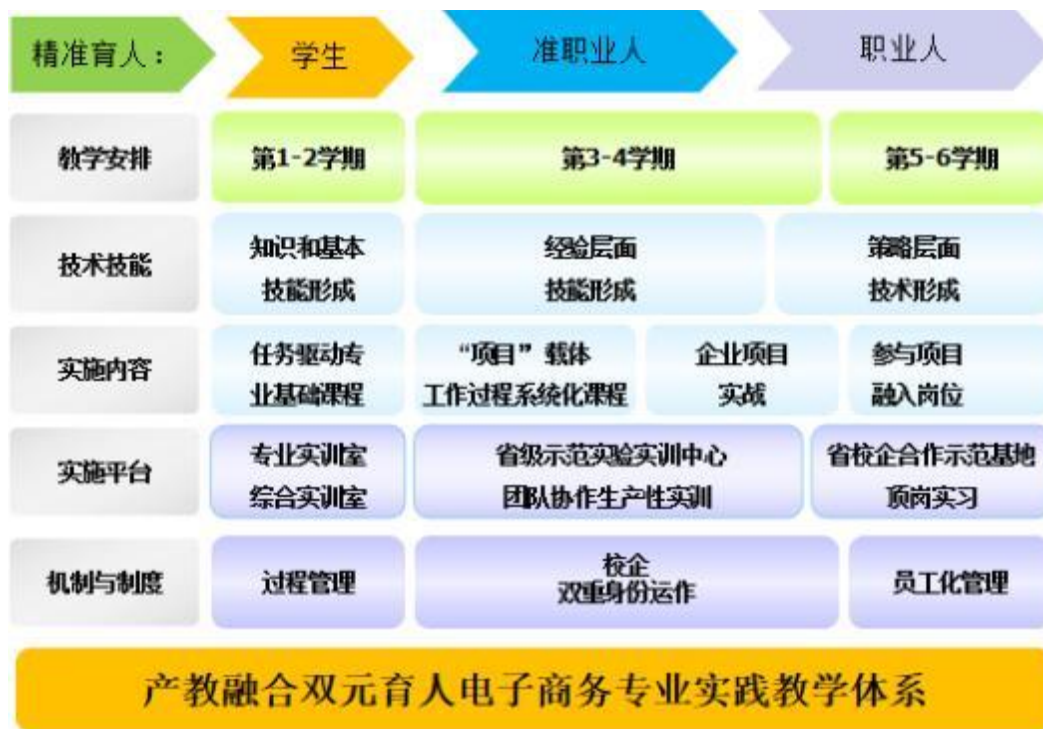 精准育人：
学生
准职业人
职业人
教学安排
第1-2学期
第3-4学期
第5-6学期
技术技能
知识和基本
技能形成
经验层面
技能形成
策略层面
技术形成
实施内容
任务驱动专
业基础课程
“项目”载体
工作过程系统化课程
企业项目
实战
参与项目
融入岗位
实施平台
专业实训室
综合实训室
省级示范实验实训中心
团队协作生产性实训
省校企合作示范基地
顶岗实习
机制与制度
过程管理
校企
双重身份运作
员工化管理
产教融合双元育人电子商务专业实践教学体系